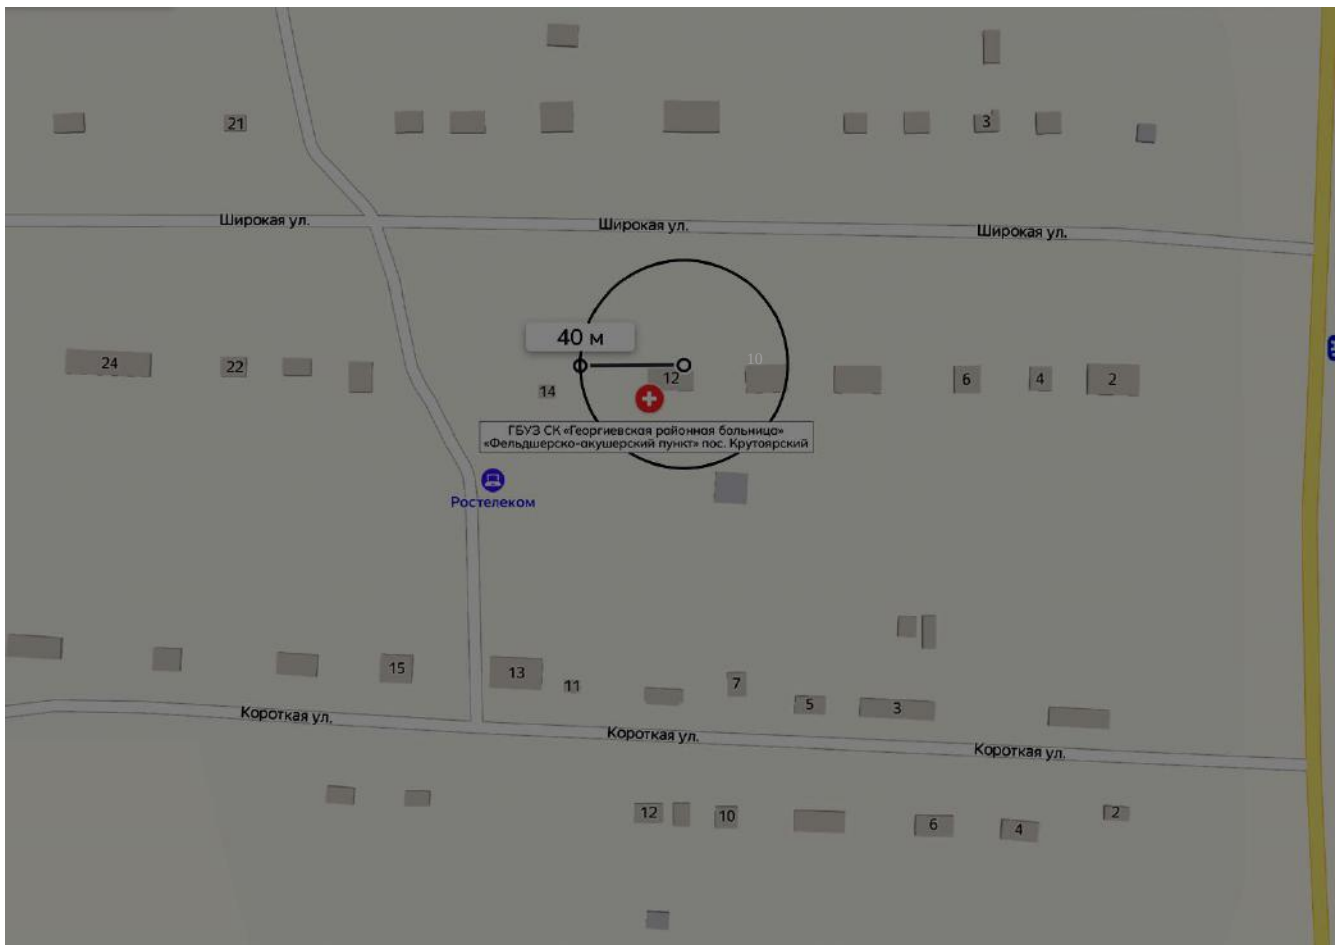 21
3
Широкая ул.
Широкая ул.
Широкая ул.
40 м
24
22
14
12
10
6
4
2
ГБУЗ СК «Георгиевская районная больница»
«Фельдшерско-акушерский пункт» пос. Крутоярский
Ростелеком
15
13
11
7
5
3
Короткая ул.
Короткая ул.
Короткая ул.
12
10
6
4
2